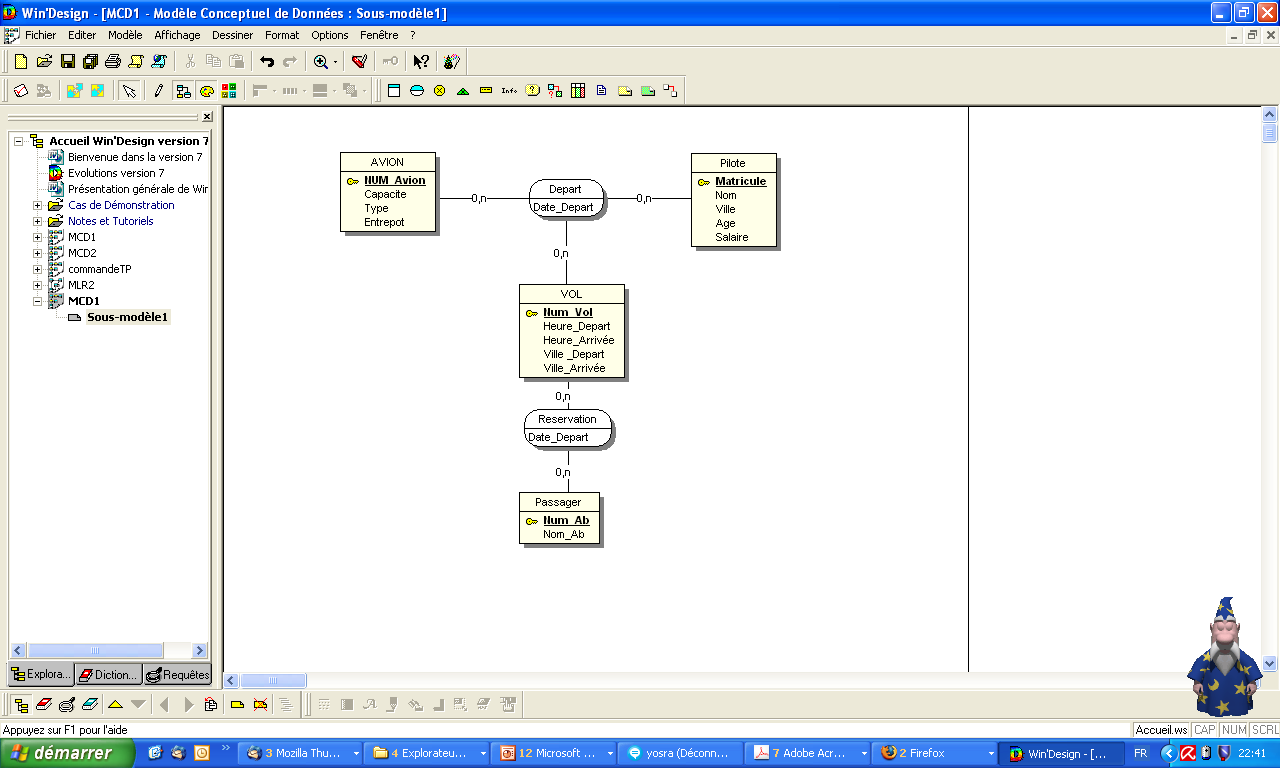 Win'Design - [MCD1 - Modèle Conceptuel de Données : Sous-modèle1]
Fichier Editer Modèle Affichage Dessiner Format Options Fenêtre ?
Info
Accueil Win'Design version 7
Bienvenue dans la version 7
Evolutions version 7
Présentation générale de Wir
Cas de Démonstration
Notes et Tutoriels
MCD1
MCD2
commandeTP
MLR2
MCD1
Sous-modèle1
AVION
NUM_Avion
Capacite
Type
Entrepot
0,n
Depart
Date_Depart
0,n
Pilote
Matricule
Nom
Ville
Age
Salaire
0,n
VOL
Num_Vol
Heure_Depart
Heure_Arrivée
Ville _Depart
Ville_Arrivée
0,n
Reservation
Date_Depart
0,n
Passager
Num_Ab
Nom_Ab
Explora... Diction... Requêtes
Appuyez sur F1 pour l'aide
Accueil.ws CAP NUM SCRL
démarrer
3 Mozilla Thu... 4 Explorateu... 12 Microsoft ... yosra (Déconn... 7 Adobe Acr... 2 Firefox Win'Design - [... FR 22:41